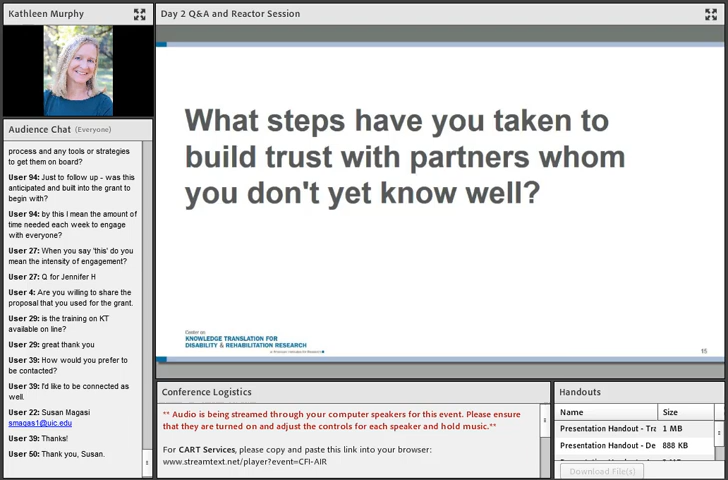 Kathleen Murphy
Day 2 Q&A and Reactor Session
Audience Chat (Everyone)
process and any tools or strategies
to get them on board?
User 94: Just to follow up - was this
anticipated and built into the grant to
begin with?
User 94: by this I mean the amount of
time needed each week to engage
with everyone?
User 27: When you say 'this' do you
mean the intensity of engagement?
User 27: Q for Jennifer H
User 4: Are you willing to share the
proposal that you used for the grant.
User 29: is the training on KT
available on line?
User 29: great thank you
User 39: How would you prefer to
be contacted?
User 39: I'd like to be connected as
well.
User 22: Susan Magasi
smagas1@uic.edu
User 39: Thanks!
User 50: Thank you, Susan.
What steps have you taken to
build trust with partners whom
you don't yet know well?
Center on
KNOWLEDGE TRANSLATION FOR
DISABILITY & REHABILITATION RESEARCH
15
Conference Logistics
** Audio is being streamed through your computer speakers for this event. Please ensure
that they are turned on and adjust the controls for each speaker and hold music.**
For CART Services, please copy and paste this link into your browser:
www.streamtext.net/player?event=CFI-AIR
Handouts
Name Size
Presentation Handout - Tra 1 MB
Presentation Handout - De 888 KB
Download File(s)